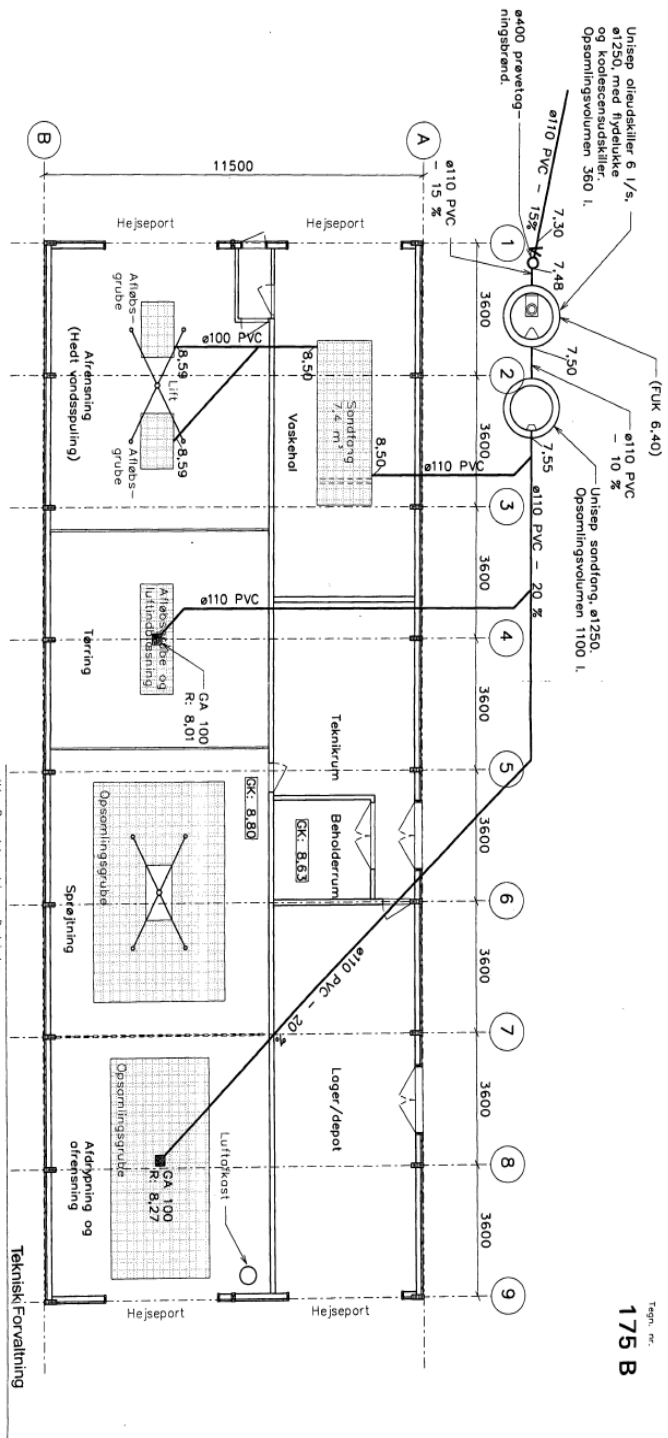 Tegn. nr.
175 B
Unisep olieudskiller 6 l/s,
ø1250, med flydelukke
og koalescensudskiller.
Opsamlingsvolumen 360 l.
ø400 prøvetag-
ningsbrønd.
ø110 PVC - 15%
ø110 PVC
- 15 %
7,30
7,48
7,50
7,55
(FUK 6,40)
ø110 PVC
- 10 %
Unisep sandfang, ø1250.
Opsamlingsvolumen 1100 l.
ø110 PVC - 20 %
1
2
3
4
5
6
7
8
9
3600
3600
3600
3600
3600
3600
3600
3600
A
B
11500
Hejseport
Hejseport
Hejseport
Hejseport
Sandfang
7,4 m³
8,50
8,50
Vaskehal
ø110 PVC
ø100 PVC
8,59
8,59
Lift
Afløbs-
grube
Afløbs-
grube
Afrensning
(Hedt vandsspuling)
ø110 PVC
Afløbsgrube og
luftindblæsning
GA 100
R: 8,01
Tørring
Teknikrum
Beholderrum
GK: 8,63
GK: 8,80
Opsamlingsgrube
Sprøjtning
ø110 PVC - 20 %
Lager/depot
Opsamlingsgrube
GA 100
R: 8,27
Luftafkast
Afdrypning og
afrensning
Teknisk Forvaltning